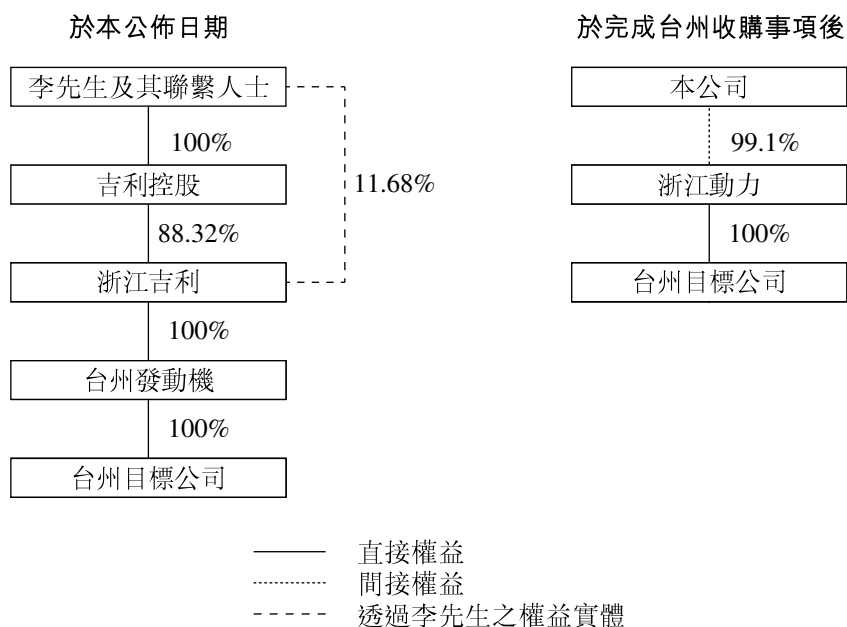 於本公佈日期
李先生及其聯繫人士
100%
吉利控股
11.68%
88.32%
浙江吉利
100%
台州發動機
100%
台州目標公司
於完成台州收購事項後
本公司
99.1%
浙江動力
100%
台州目標公司
直接權益
間接權益
透過李先生之權益實體